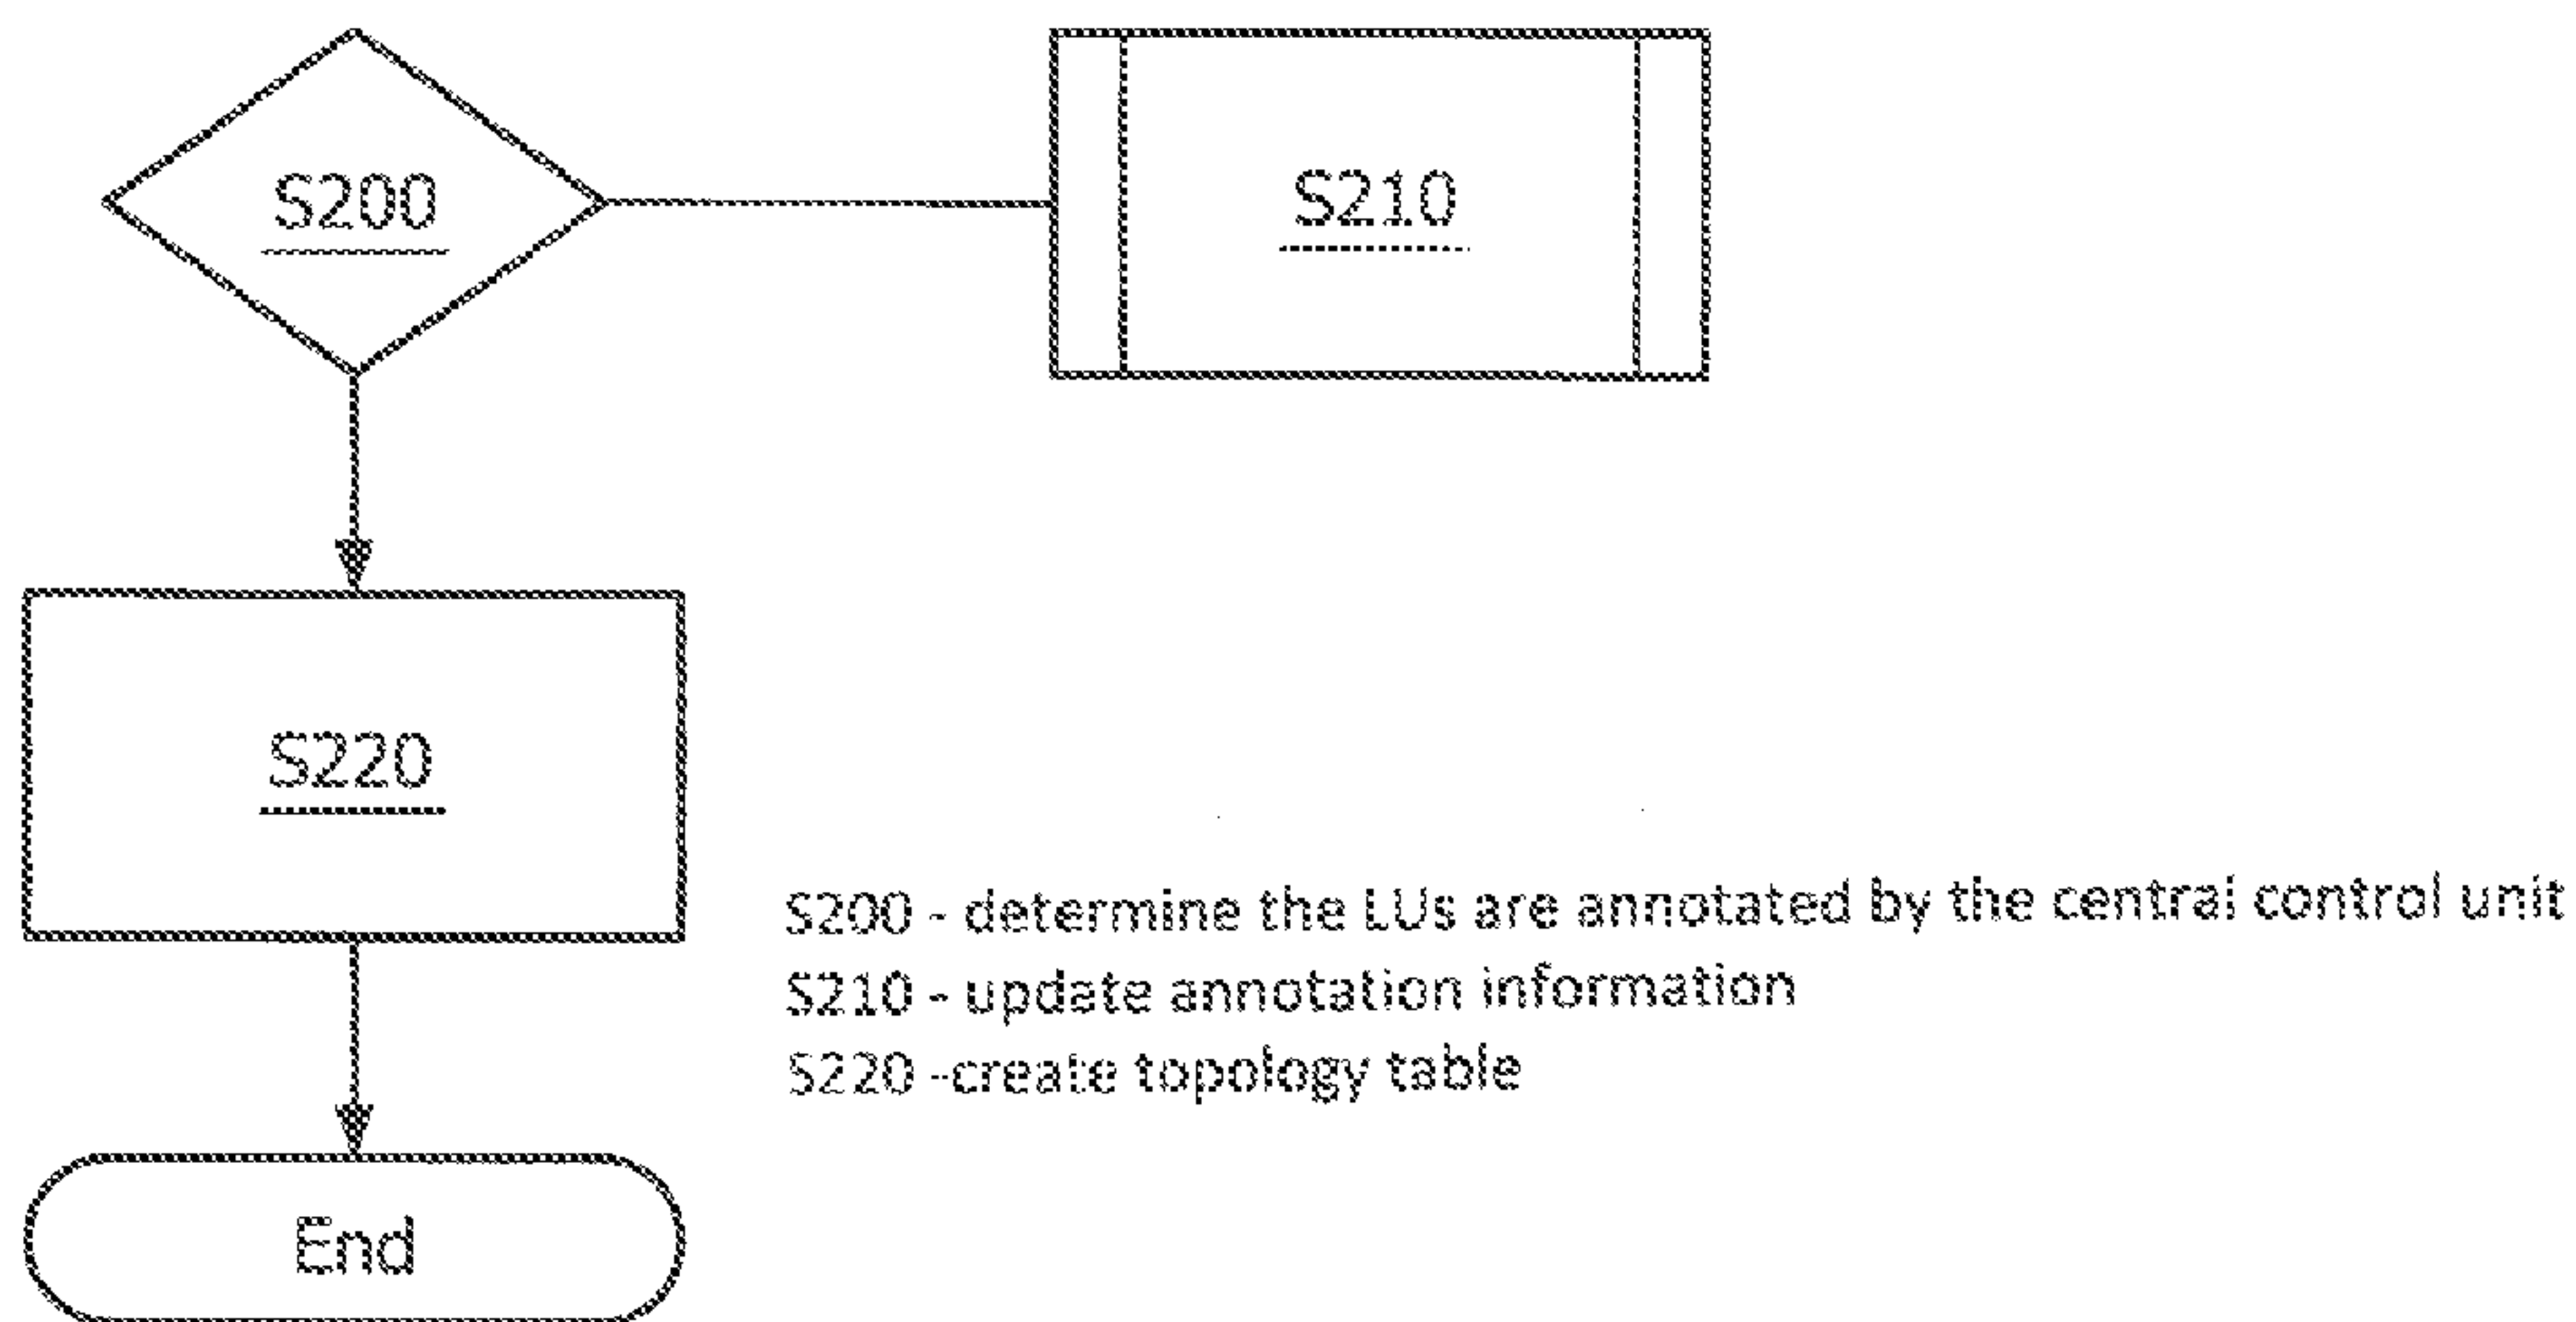 S200
S210
S220
S200 - determine the LUs are annotated by the central control unit
S210 - update annotation information
S220 -create topology table
End